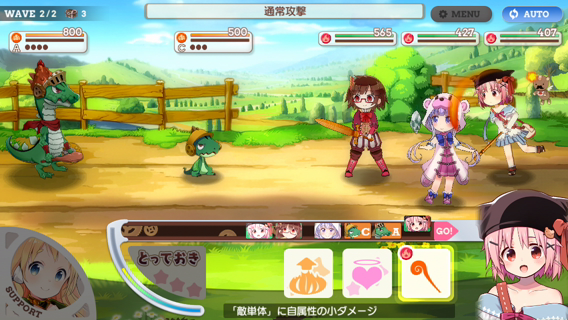 WAVE 2/2 3
通常攻撃
MENU
AUTO
800
A
500
C
565
427
429
C A GO!
とっておき
SUPPORT
「敵単体」に自属性の小ダメージ